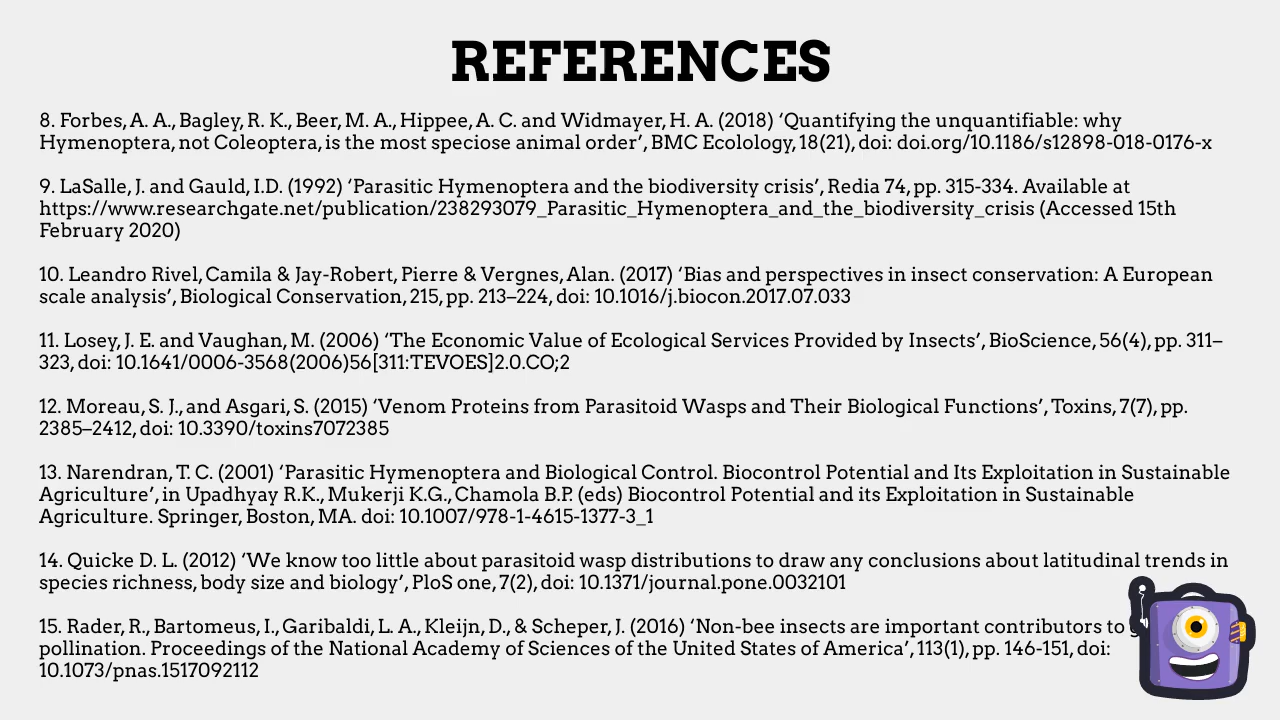 REFERENCES
8. Forbes, A. A., Bagley, R. K., Beer, M. A., Hippee, A. C. and Widmayer, H. A. (2018) ‘Quantifying the unquantifiable: why
Hymenoptera, not Coleoptera, is the most speciose animal order’, BMC Ecolology, 18(21), doi: doi.org/10.1186/s12898-018-0176-x
9. LaSalle, J. and Gauld, I.D. (1992) ‘Parasitic Hymenoptera and the biodiversity crisis’, Redia 74, pp. 315-334. Available at
https://www.researchgate.net/publication/238293079_Parasitic_Hymenoptera_and_the_biodiversity_crisis (Accessed 15th
February 2020)
10. Leandro Rivel, Camila & Jay-Robert, Pierre & Vergnes, Alan. (2017) ‘Bias and perspectives in insect conservation: A European
scale analysis’, Biological Conservation, 215, pp. 213–224, doi: 10.1016/j.biocon.2017.07.033
11. Losey, J. E. and Vaughan, M. (2006) ‘The Economic Value of Ecological Services Provided by Insects’, BioScience, 56(4), pp. 311–
323, doi: 10.1641/0006-3568(2006)56[311:TEVOES]2.0.CO;2
12. Moreau, S. J., and Asgari, S. (2015) ‘Venom Proteins from Parasitoid Wasps and Their Biological Functions’, Toxins, 7(7), pp.
2385–2412, doi: 10.3390/toxins7072385
13. Narendran, T. C. (2001) ‘Parasitic Hymenoptera and Biological Control. Biocontrol Potential and Its Exploitation in Sustainable
Agriculture’, in Upadhyay R.K., Mukerji K.G., Chamola B.P. (eds) Biocontrol Potential and its Exploitation in Sustainable
Agriculture. Springer, Boston, MA. doi: 10.1007/978-1-4615-1377-3_1
14. Quicke D. L. (2012) ‘We know too little about parasitoid wasp distributions to draw any conclusions about latitudinal trends in
species richness, body size and biology’, PloS one, 7(2), doi: 10.1371/journal.pone.0032101
15. Rader, R., Bartomeus, I., Garibaldi, L. A., Kleijn, D., & Scheper, J. (2016) ‘Non-bee insects are important contributors to
pollination. Proceedings of the National Academy of Sciences of the United States of America’, 113(1), pp. 146-151, doi:
10.1073/pnas.1517092112